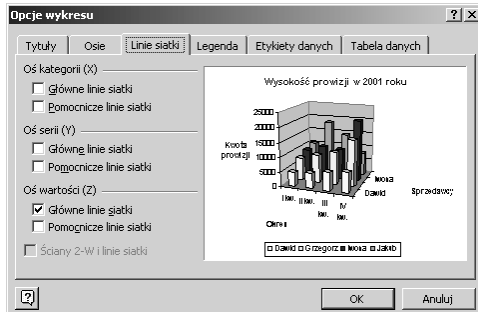 Opcje wykresu
Tytuły Osie Linie siatki Legenda Etykiety danych Tabela danych
Oś kategorii (X)
Główne linie siatki
Pomocnicze linie siatki
Oś serii (Y)
Główne linie siatki
Pomocnicze linie siatki
Oś wartości (Z)
Główne linie siatki
Pomocnicze linie siatki
Ściany 2-W i linie siatki
Wysokość prowizji w 2001 roku
25000
20000
15000
10000
5000
0
Kwota
prowizji
I kw. II kw. III kw. IV kw.
Okres
Iwona
Dawid
Sprzedawcy
Dawid Grzegorz Iwona Jakub
OK Anuluj